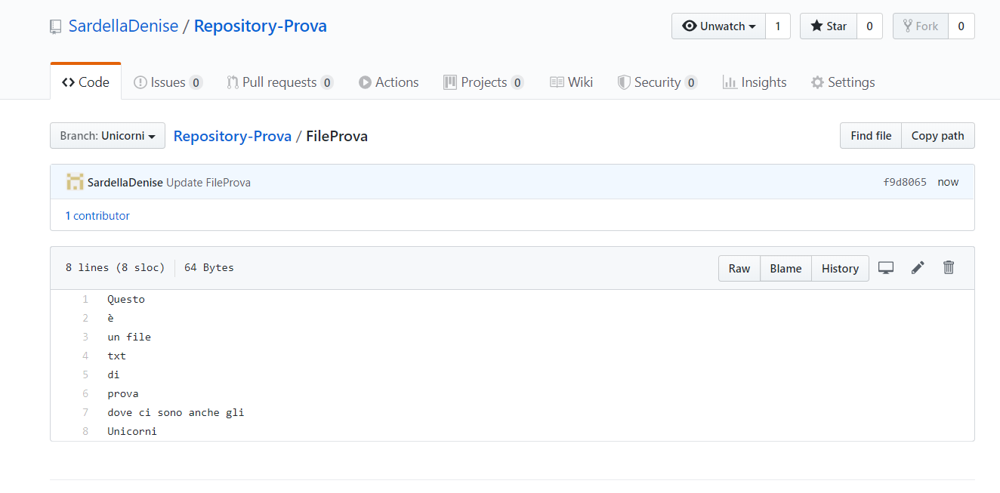 SardellaDenise / Repository-Prova
Unwatch 1 Star 0 Fork 0
Code Issues 0 Pull requests 0 Actions Projects 0 Wiki Security 0 Insights Settings
Branch: Unicorni Repository-Prova / FileProva Find file Copy path
SardellaDenise Update FileProva f9d8065 now
1 contributor
8 lines (8 sloc) 64 Bytes Raw Blame History
1 Questo
2 è
3 un file
4 txt
5 di
6 prova
7 dove ci sono anche gli
8 Unicorni